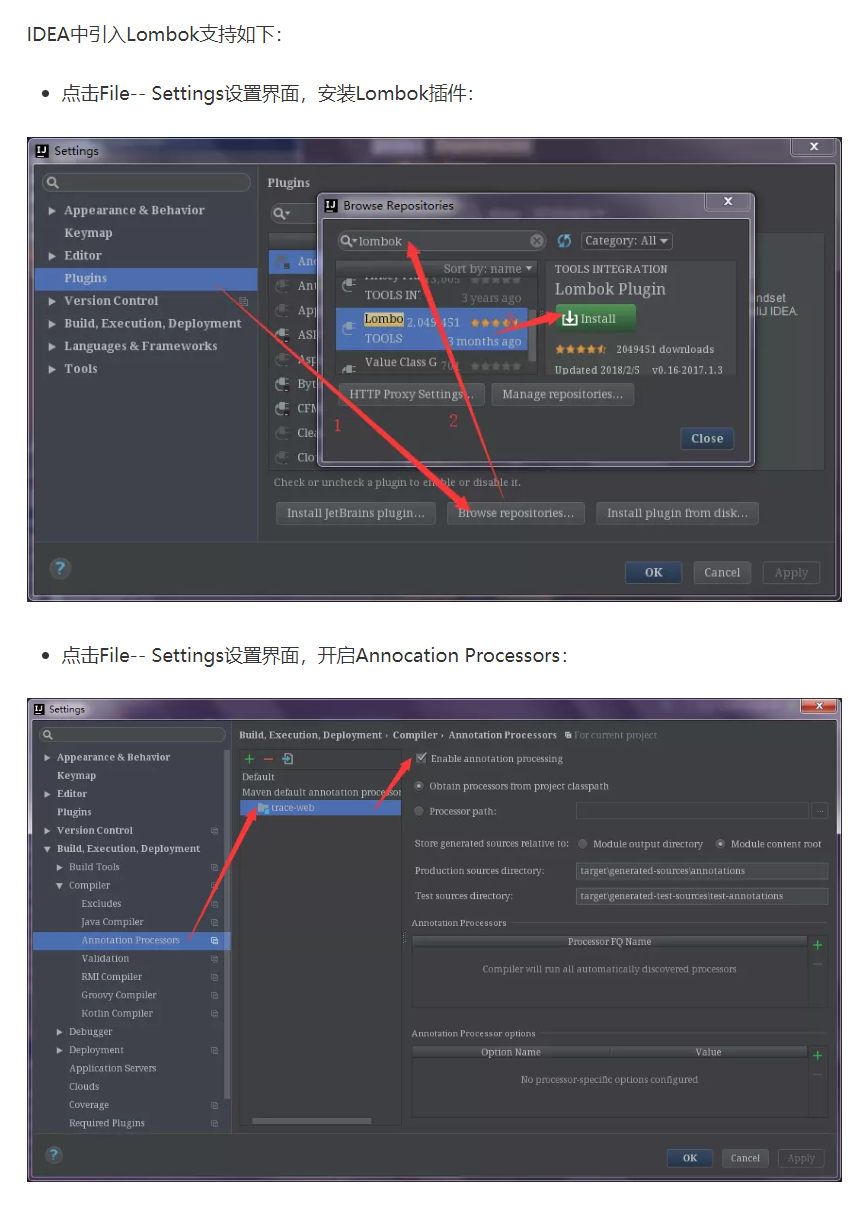 IDEA中引入Lombok支持如下：
点击File-- Settings设置界面，安装Lombok插件：
Settings
Appearance & Behavior
Keymap
Editor
Plugins
Version Control
Build, Execution, Deployment
Languages & Frameworks
Tools
Plugins
Browse Repositories
lombok
Category: All
Sort by: name
TOOLS IN
3 years ago
Lombo 2,049,451
TOOLS 3 months ago
Value Class G
TOOLS INTEGRATION
Lombok Plugin
Install
2049451 downloads
Updated 2018/2/5 v0.16-2017.1.3
HTTP Proxy Settings...
Manage repositories...
1
2
Close
An
Ant
Ap
ASI
Asp
Byt
CFM
Clea
Clo
ndset
lliJ IDEA.
Check or uncheck a plugin to enable or disable it.
Install JetBrains plugin...
Browse repositories...
Install plugin from disk...
?
OK
Cancel
Apply
点击File-- Settings设置界面，开启Annocation Processors：
Settings
Appearance & Behavior
Keymap
Editor
Plugins
Version Control
Build, Execution, Deployment
Build Tools
Compiler
Excludes
Java Compiler
Annotation Processors
Validation
RMI Compiler
Groovy Compiler
Kotlin Compiler
Debugger
Deployment
Application Servers
Clouds
Coverage
Required Plugins
Build, Execution, Deployment › Compiler › Annotation Processors For current project
Default
Maven default annotation processor
trace-web
Enable annotation processing
Obtain processors from project classpath
Processor path:
...
Store generated sources relative to: Module output directory Module content root
Production sources directory: target\generated-sources\annotations
Test sources directory: target\generated-test-sources\test-annotations
Annotation Processors
Processor FQ Name
Compiler will run all automatically discovered processors
Annotation Processor options
Option Name Value
No processor-specific options configured
?
OK
Cancel
Apply